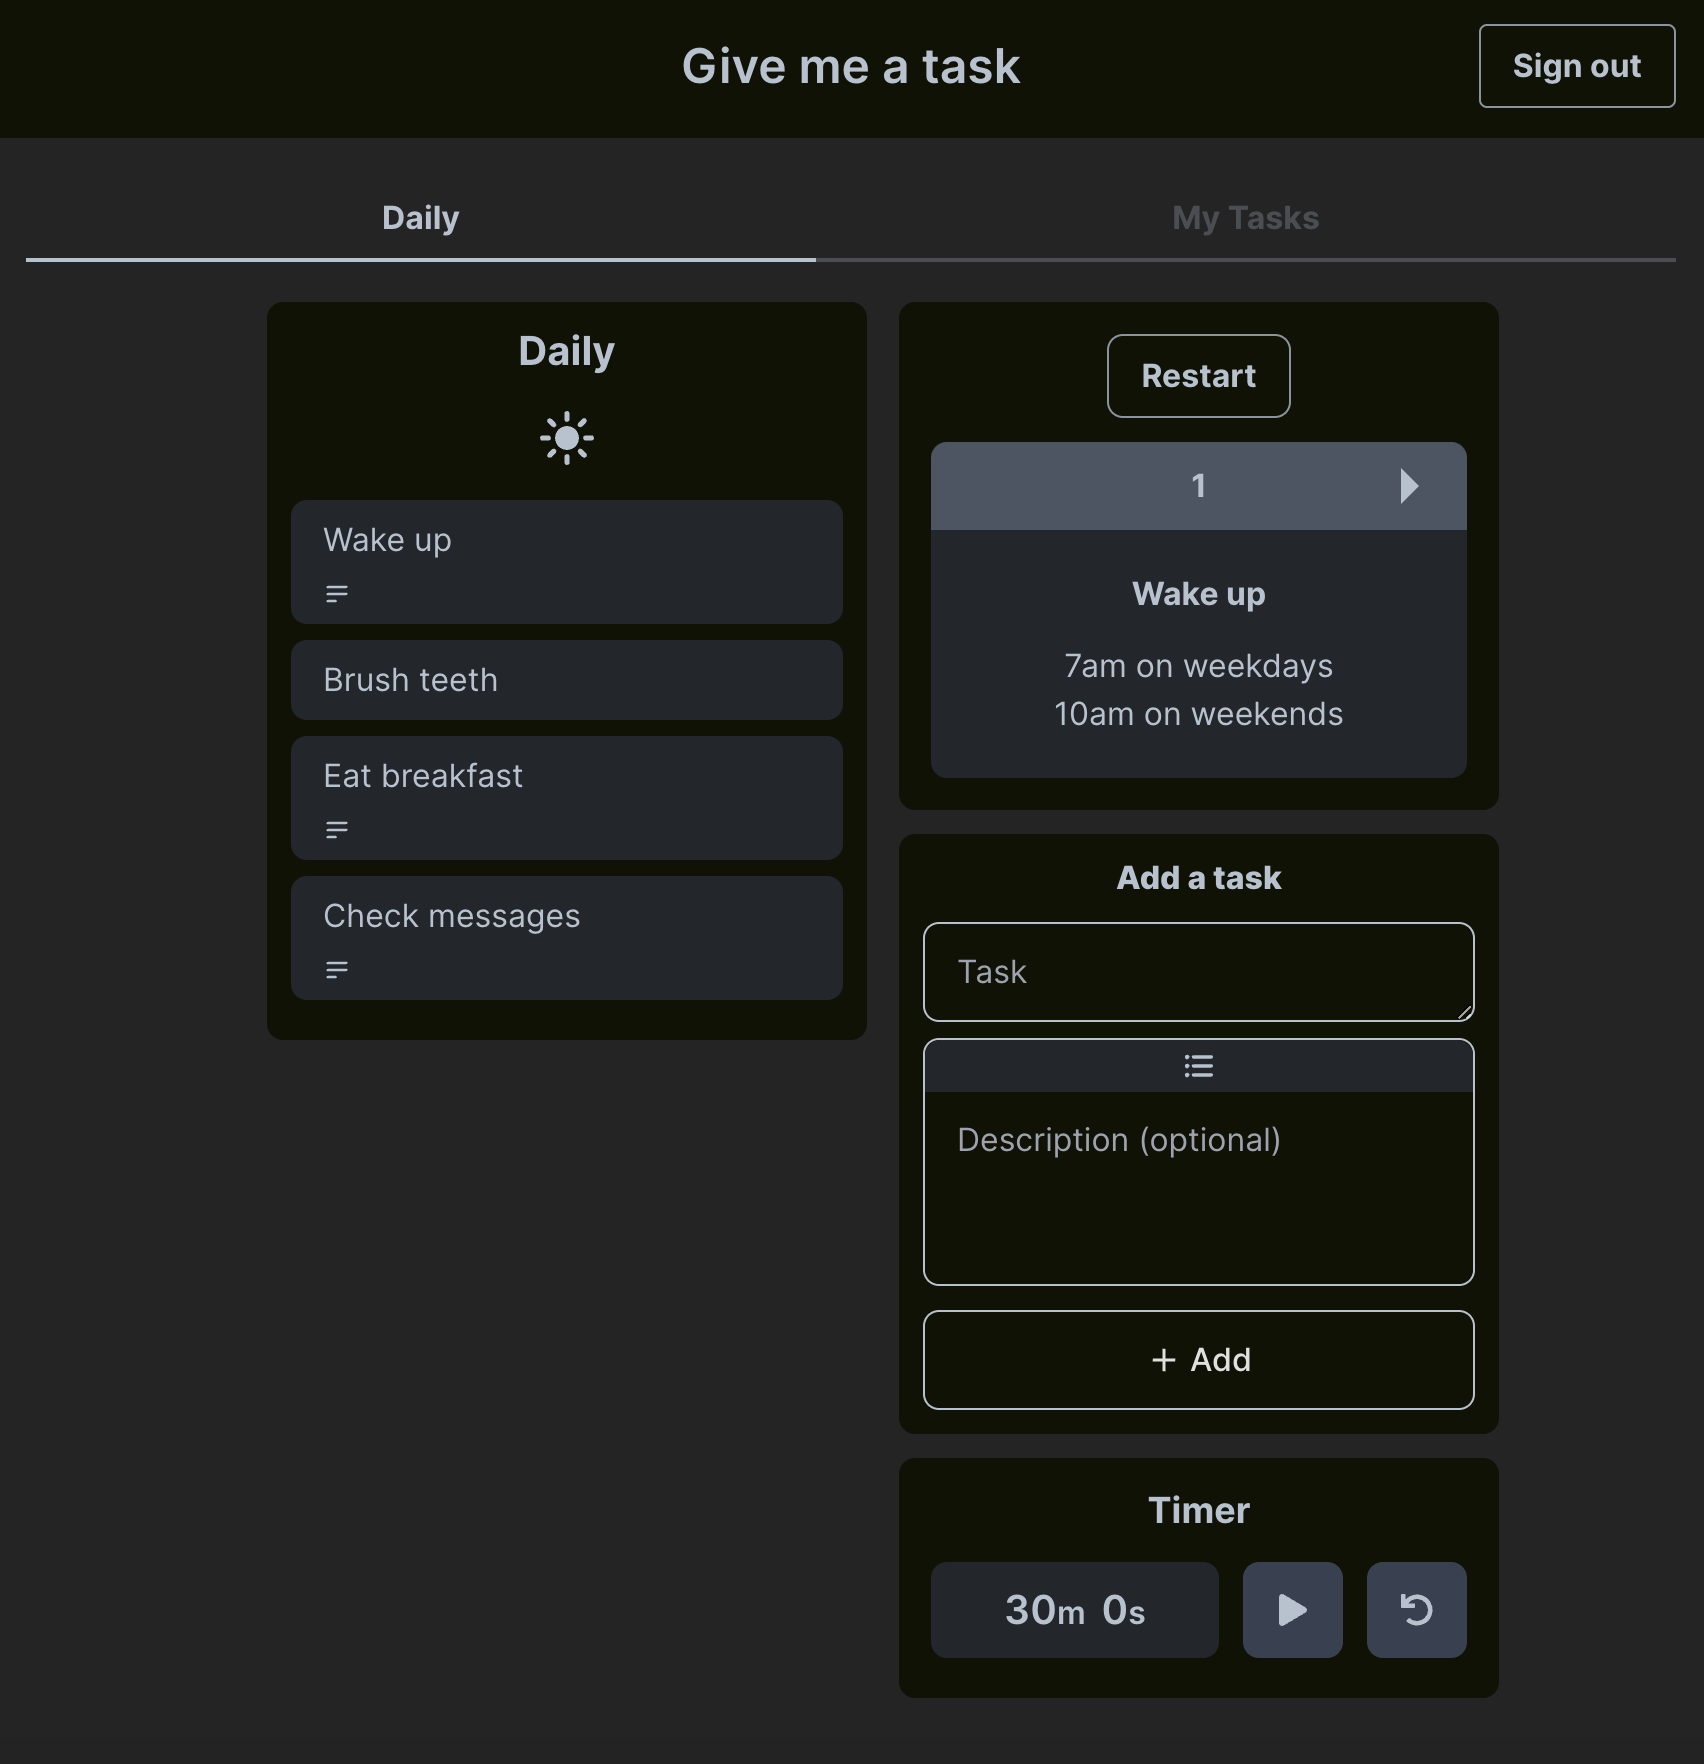 Give me a task
Sign out
Daily
My Tasks
Daily
Wake up
Brush teeth
Eat breakfast
Check messages
Restart
1
Wake up
7am on weekdays
10am on weekends
Add a task
Task
Description (optional)
+ Add
Timer
30m 0s